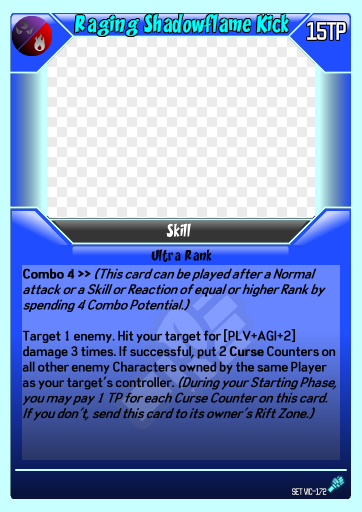 Raging Shadowflame Kick
15TP
Skill
Ultra Rank
Combo 4 >> (This card can be played after a Normal
attack or a Skill or Reaction of equal or higher Rank by
spending 4 Combo Potential.)
Target 1 enemy. Hit your target for [PLV+AGI+2]
damage 3 times. If successful, put 2 Curse Counters on
all other enemy Characters owned by the same Player
as your target's controller. (During your Starting Phase,
you may pay 1 TP for each Curse Counter on this card.
If you don't, send this card to its owner's Rift Zone.)
SET VIC-172